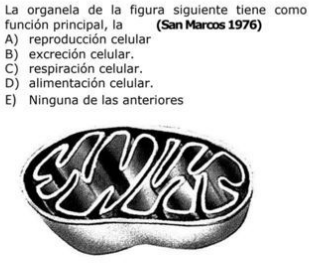 La organela de la figura siguiente tiene como
función principal, la (San Marcos 1976)
A) reproducción celular
B) excreción celular.
C) respiración celular.
D) alimentación celular.
E) Ninguna de las anteriores